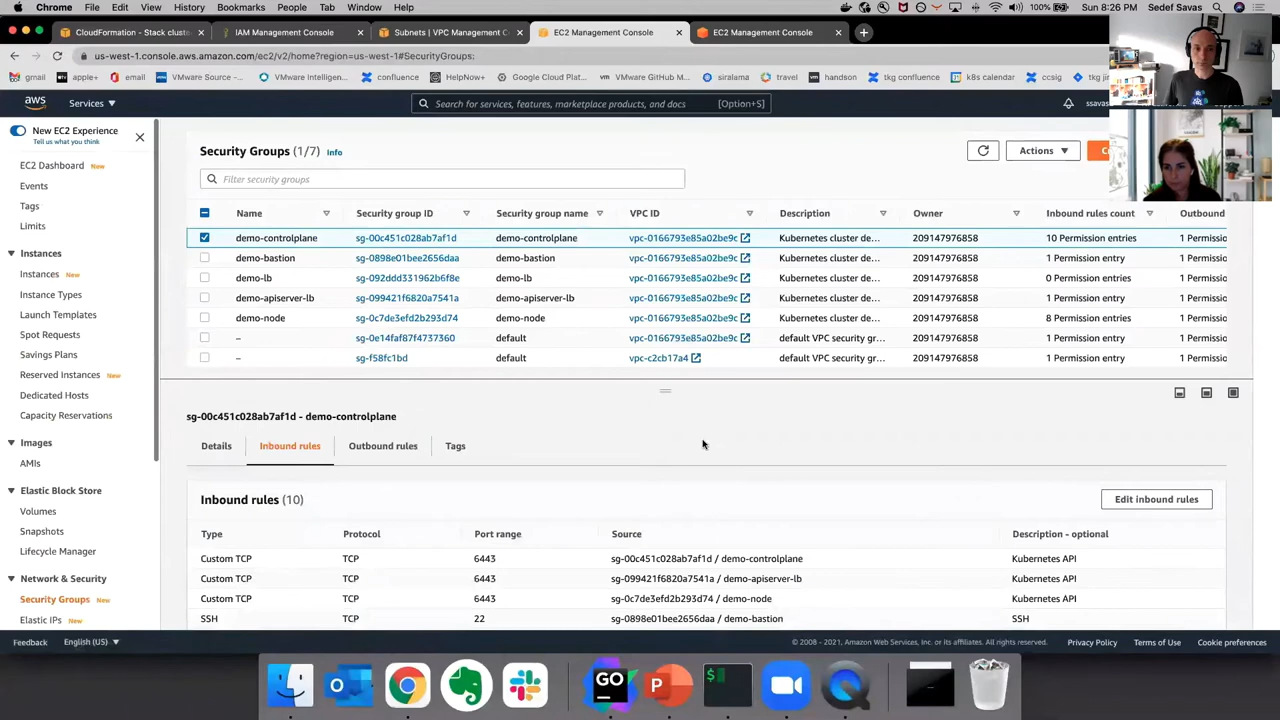 Chrome File Edit View History Bookmarks People Tab Window Help 100% Sun 8:26 PM Sedef Savas
CloudFormation - Stack cluster- IAM Management Console Subnets | VPC Management C EC2 Management Console EC2 Management Console
us-west-1.console.aws.amazon.com/ec2/v2/home?region=us-west-1#SecurityGroups:
gmail apple+ email VMware Intelligenc... confluence HelpNow+ Google Cloud Plat... VMware GitHub M... siralama travel handson tkg confluence k8s calendar ccsig tkg ji
aws Services Search for services, features, marketplace products, and docs [Option+S]
New EC2 Experience
Tell us what you think
EC2 Dashboard New
Events
Tags
Limits
Instances
Instances New
Instance Types
Launch Templates
Spot Requests
Savings Plans
Reserved Instances New
Dedicated Hosts
Capacity Reservations
Images
AMIs
Elastic Block Store
Volumes
Snapshots
Lifecycle Manager
Network & Security
Security Groups New
Elastic IPs New
Security Groups (1/7) Info
Actions
Filter security groups
Name Security group ID Security group name VPC ID Description Owner Inbound rules count Outbound
demo-controlplane sg-00c451c028ab7af1d demo-controlplane vpc-0166793e85a02be9c Kubernetes cluster de... 209147976858 10 Permission entries 1 Permissio
demo-bastion sg-0898e01bee2656daa demo-bastion vpc-0166793e85a02be9c Kubernetes cluster de... 209147976858 1 Permission entry 1 Permissio
demo-lb sg-092ddd331962b6f8e demo-lb vpc-0166793e85a02be9c Kubernetes cluster de... 209147976858 0 Permission entries 1 Permissio
demo-apiserver-lb sg-099421f6820a7541a demo-apiserver-lb vpc-0166793e85a02be9c Kubernetes cluster de... 209147976858 1 Permission entry 1 Permissio
demo-node sg-0c7de3efd2b293d74 demo-node vpc-0166793e85a02be9c Kubernetes cluster de... 209147976858 8 Permission entries 1 Permissio
– sg-0e14faf87f4737360 default vpc-0166793e85a02be9c default VPC security gr... 209147976858 1 Permission entry 1 Permissio
– sg-f58fc1bd default vpc-c2cb17a4 default VPC security gr... 209147976858 1 Permission entry 1 Permissio
sg-00c451c028ab7af1d - demo-controlplane
Details Inbound rules Outbound rules Tags
Inbound rules (10) Edit inbound rules
Type Protocol Port range Source Description - optional
Custom TCP TCP 6443 sg-00c451c028ab7af1d / demo-controlplane Kubernetes API
Custom TCP TCP 6443 sg-099421f6820a7541a / demo-apiserver-lb Kubernetes API
Custom TCP TCP 6443 sg-0c7de3efd2b293d74 / demo-node Kubernetes API
SSH TCP 22 sg-0898e01bee2656daa / demo-bastion SSH
Feedback English (US) © 2008 - 2021, Amazon Web Services, Inc. or its affiliates. All rights reserved. Privacy Policy Terms of Use Cookie preferences